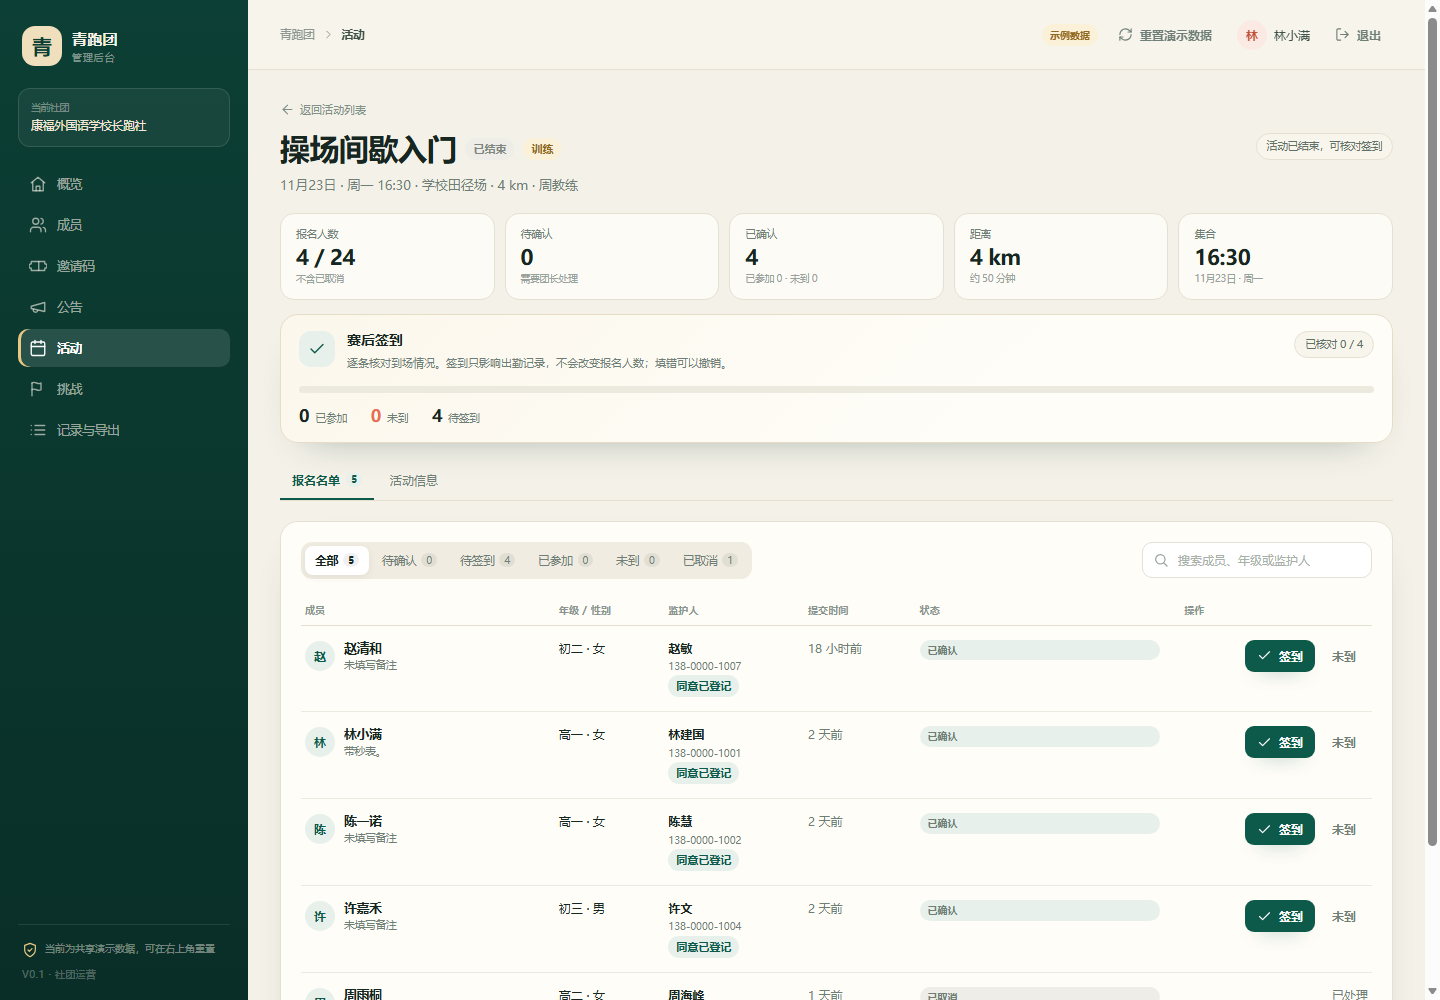 青
青跑团
管理后台
当前社团
康福外国语学校长跑社
概览
成员
邀请码
公告
活动
挑战
记录与导出
当前为共享演示数据，可在右上角重置
V0.1 · 社团运营
青跑团 > 活动
示例数据
重置演示数据
林 林小满
退出
返回活动列表
操场间歇入门 已结束 训练
活动已结束，可核对签到
11月23日 · 周一 16:30 · 学校田径场 · 4 km · 周教练
报名人数
4 / 24
不含已取消
待确认
0
需要团长处理
已确认
4
已参加 0 · 未到 0
距离
4 km
约 50 分钟
集合
16:30
11月23日 · 周一
赛后签到
逐条核对到场情况。签到只影响出勤记录，不会改变报名人数；填错可以撤销。
已核对 0 / 4
0 已参加 0 未到 4 待签到
报名名单 5 活动信息
全部 5 待确认 0 待签到 4 已参加 0 未到 0 已取消 1
搜索成员、年级或监护人
成员 年级 / 性别 监护人 提交时间 状态 操作
赵 赵清和 初二 · 女 赵敏 18 小时前 已确认 签到 未到
未填写备注 138-0000-1007
同意已登记
林 林小满 高一 · 女 林建国 2 天前 已确认 签到 未到
带秒表。 138-0000-1001
同意已登记
陈 陈一诺 高一 · 女 陈慧 2 天前 已确认 签到 未到
未填写备注 138-0000-1002
同意已登记
许 许嘉禾 初三 · 男 许文 2 天前 已确认 签到 未到
未填写备注 138-0000-1004
同意已登记
周 周雨桐 高二 · 女 周海峰 1 天前 已取消 已处理